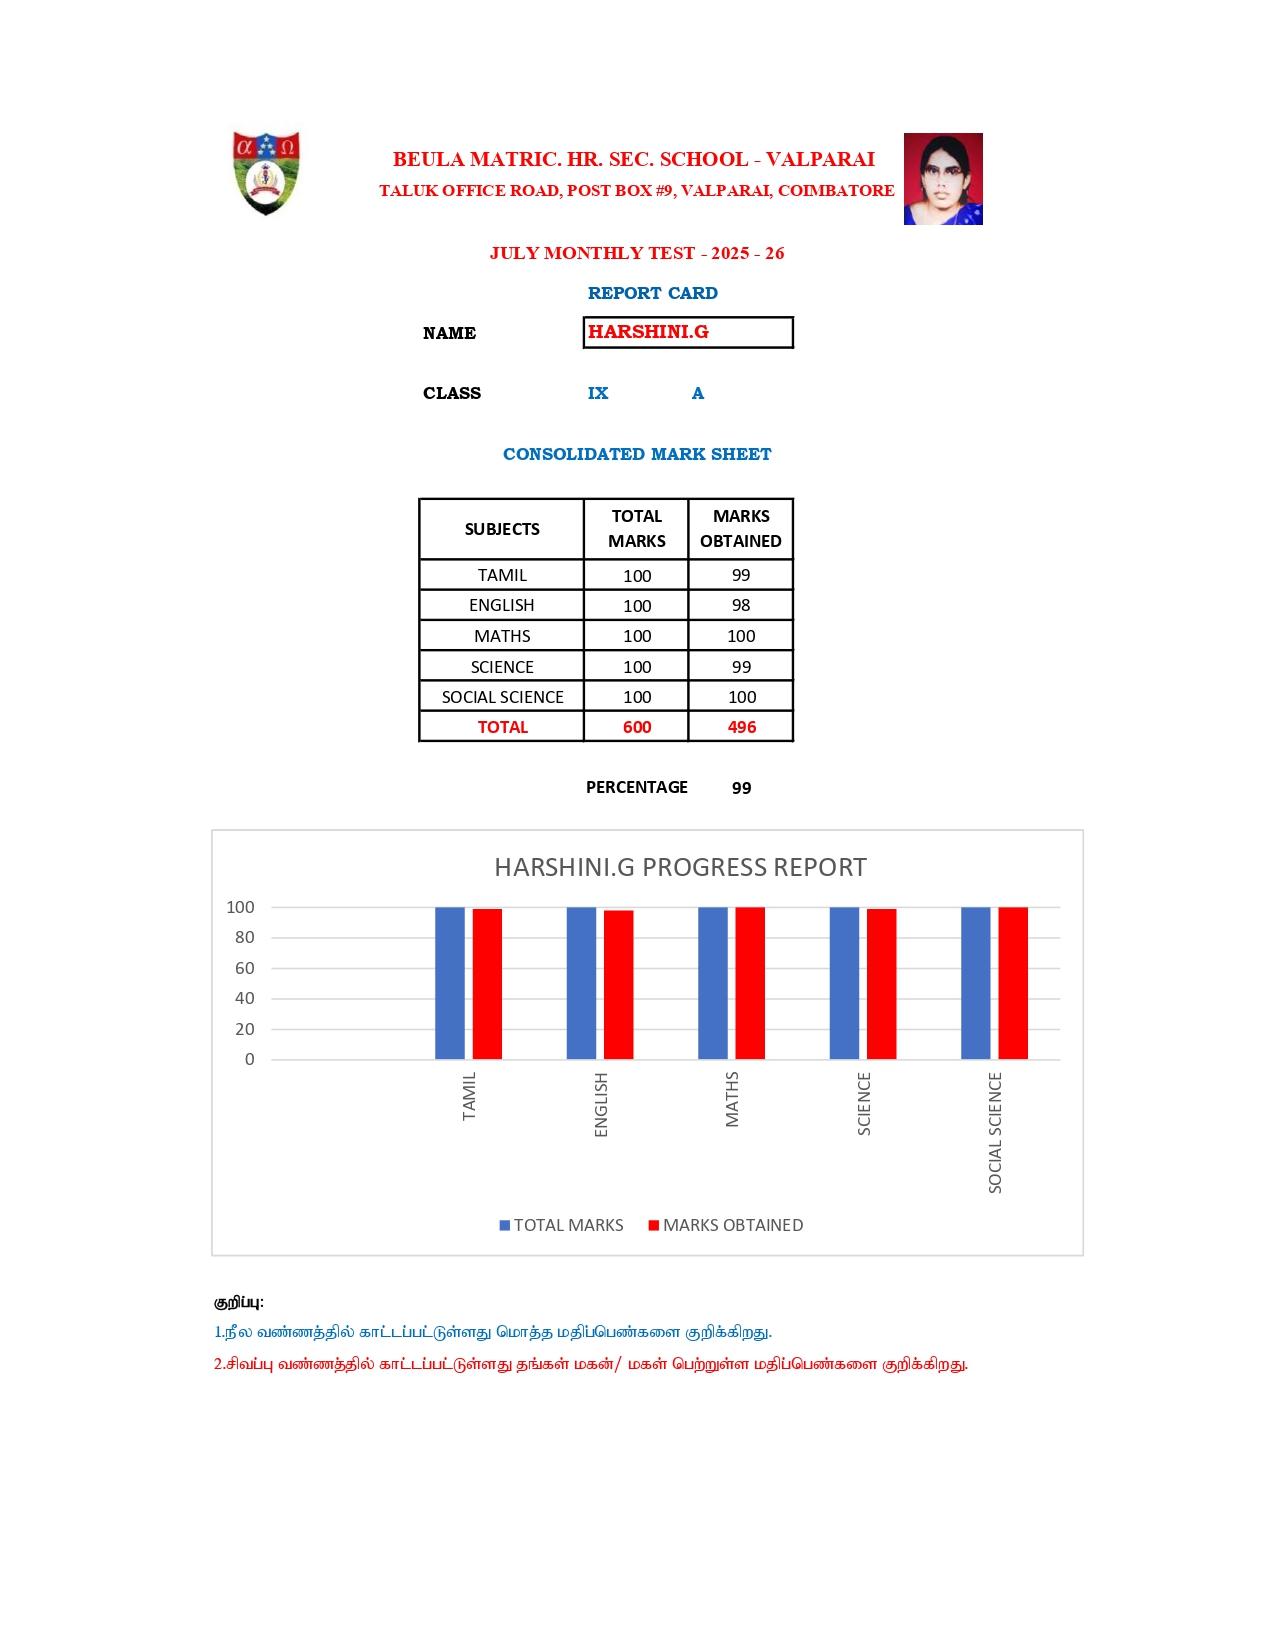 α Ω
BEULA MATRIC. HR. SEC. SCHOOL - VALPARAI
TALUK OFFICE ROAD, POST BOX #9, VALPARAI, COIMBATORE
JULY MONTHLY TEST - 2025 - 26
REPORT CARD
NAME HARSHINI.G
CLASS IX A
CONSOLIDATED MARK SHEET
SUBJECTS TOTAL MARKS MARKS OBTAINED
TAMIL 100 99
ENGLISH 100 98
MATHS 100 100
SCIENCE 100 99
SOCIAL SCIENCE 100 100
TOTAL 600 496
PERCENTAGE 99
HARSHINI.G PROGRESS REPORT
100
80
60
40
20
0
TAMIL ENGLISH MATHS SCIENCE SOCIAL SCIENCE
TOTAL MARKS MARKS OBTAINED
குறிப்பு:
1.நீல வண்ணத்தில் காட்டப்பட்டுள்ளது மொத்த மதிப்பெண்களை குறிக்கிறது.
2.சிவப்பு வண்ணத்தில் காட்டப்பட்டுள்ளது தங்கள் மகன்/ மகள் பெற்றுள்ள மதிப்பெண்களை குறிக்கிறது.